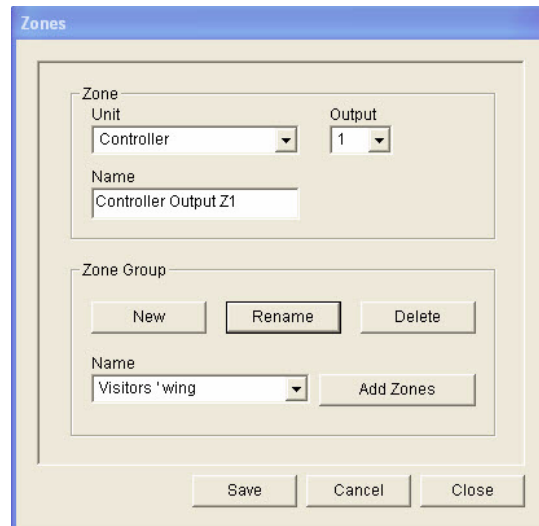 Zones
Zone
Unit
Output
Controller
1
Name
Controller Output Z1
Zone Group
New
Rename
Delete
Name
Visitors 'wing
Add Zones
Save
Cancel
Close